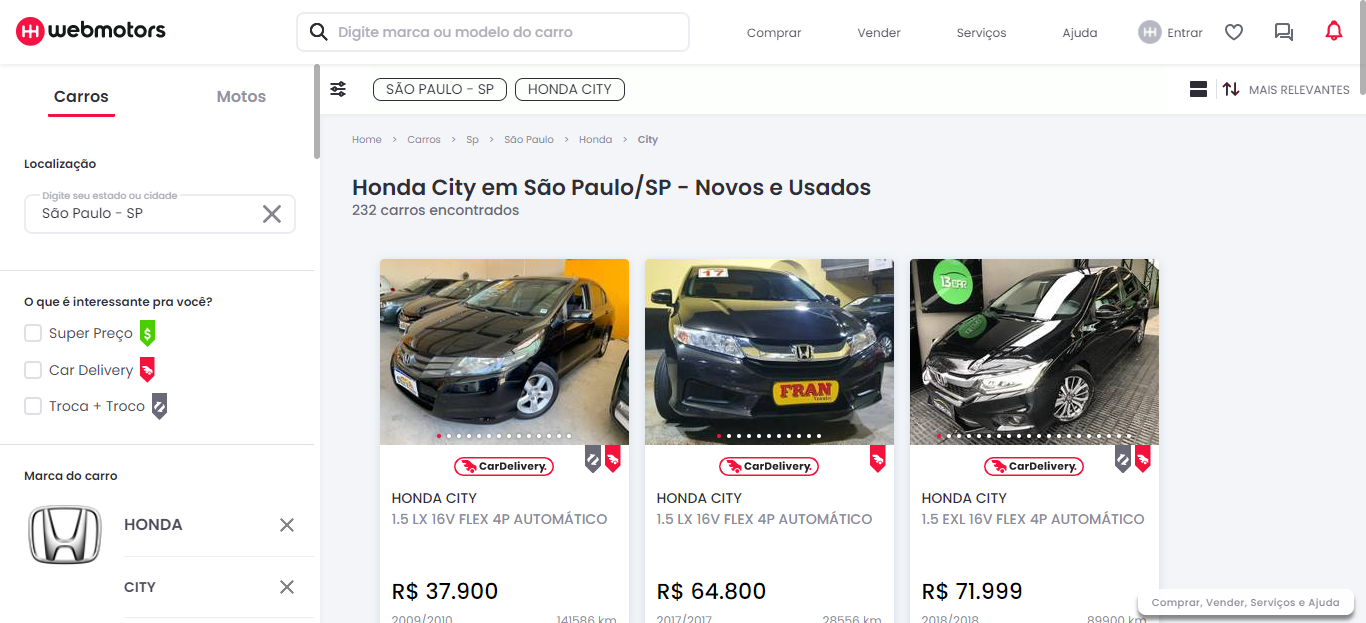 webmotors
Digite marca ou modelo do carro
Comprar
Vender
Serviços
Ajuda
Entrar
Carros
Motos
SÃO PAULO - SP
HONDA CITY
MAIS RELEVANTES
Localização
Digite seu estado ou cidade
São Paulo - SP
O que é interessante pra você?
Super Preço
$
Car Delivery
Troca + Troco
Marca do carro
HONDA
CITY
Home > Carros > Sp > São Paulo > Honda > City
Honda City em São Paulo/SP - Novos e Usados
232 carros encontrados
CarDelivery.
HONDA CITY
1.5 LX 16V FLEX 4P AUTOMÁTICO
R$ 37.900
2009/2010
141586 km
17
FRAN
CarDelivery.
HONDA CITY
1.5 LX 16V FLEX 4P AUTOMÁTICO
R$ 64.800
2017/2017
28556 km
B CAR
CarDelivery.
HONDA CITY
1.5 EXL 16V FLEX 4P AUTOMÁTICO
R$ 71.999
2018/2018
89900 km
Comprar, Vender, Serviços e Ajuda